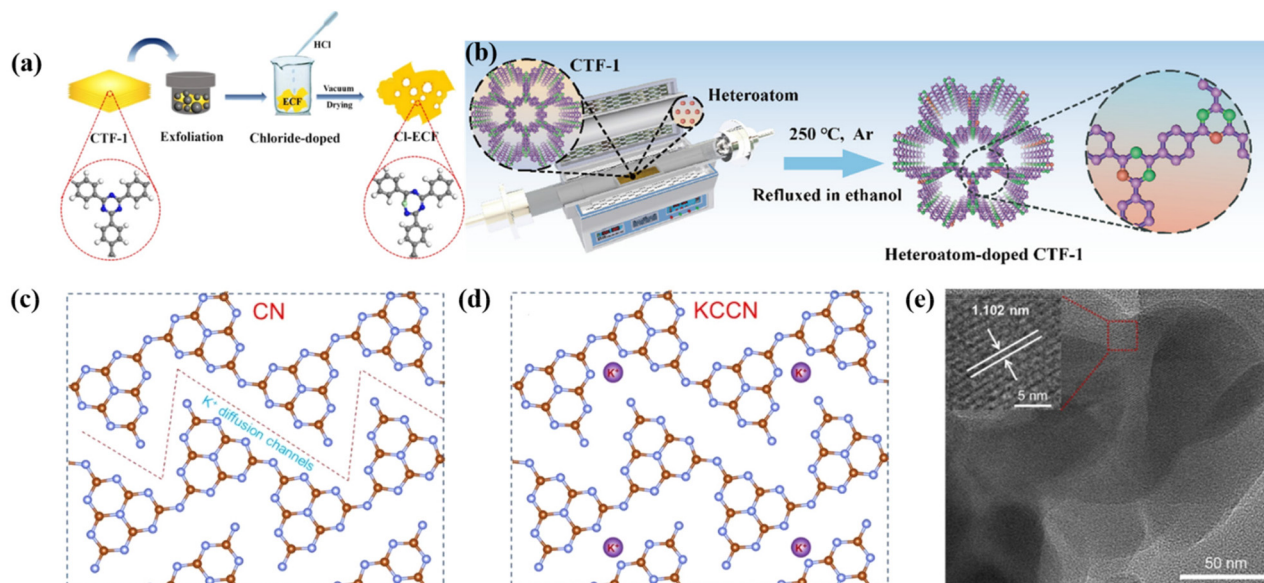 (a)
HCl
CTF-1
Exfoliation
ECF
Chloride-doped
Vacuum
Drying
Cl-ECF
(b)
CTF-1
Heteroatom
250 °C, Ar
Refluxed in ethanol
Heteroatom-doped CTF-1
(c)
CN
K⁺ diffusion channels
(d)
KCCN
K⁺
K⁺
K⁺
K⁺
(e)
1.102 nm
5 nm
50 nm